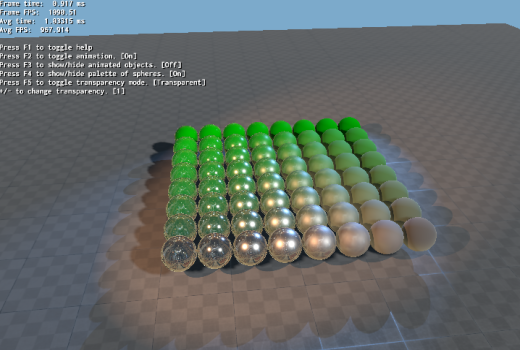 Frame time: 0.917 ms
Frame FPS: 1090.51
Avg time: 1.03315 ms
Avg FPS: 967.914
Press F1 to toggle help
Press F2 to toggle animation. [On]
Press F3 to show/hide animated objects. [Off]
Press F4 to show/hide palette of spheres. [On]
Press F5 to toggle transparency mode. [Transparent]
+/- to change transparency. [1]